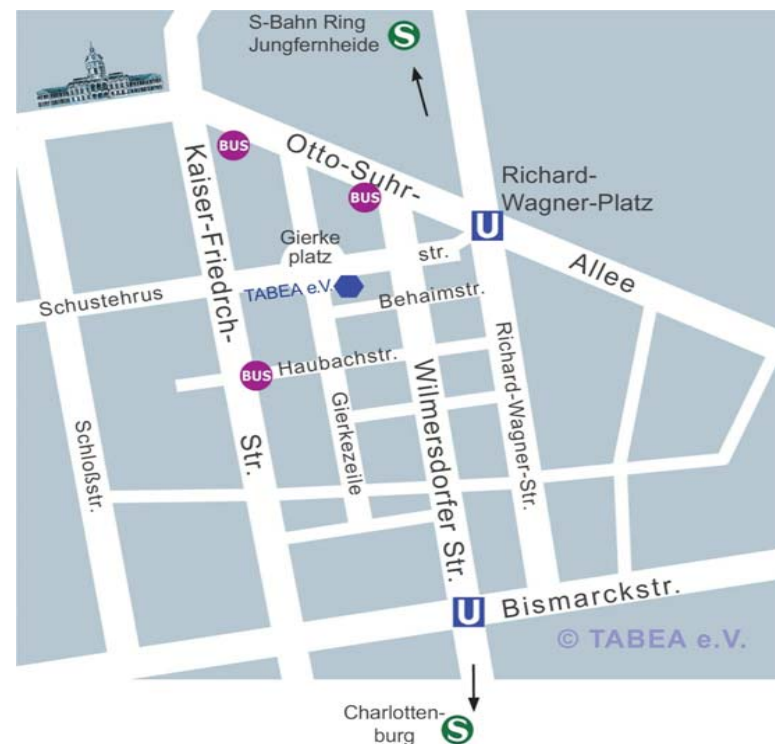 S-Bahn Ring
Jungfernheide
S
BUS
Otto-Suhr-
Allee
BUS
Richard-
Wagner-Platz
U
Kaiser-Friedrch-
Str.
Gierke
platz
str.
Schustehrus
TABEA e.V.
Behaimstr.
BUS
Haubachstr.
Schloßstr.
Gierkezeile
Wilmersdorfer Str.
Richard-Wagner-Str.
U
Bismarckstr.
© TABEA e.V.
Charlotten-
burg
S